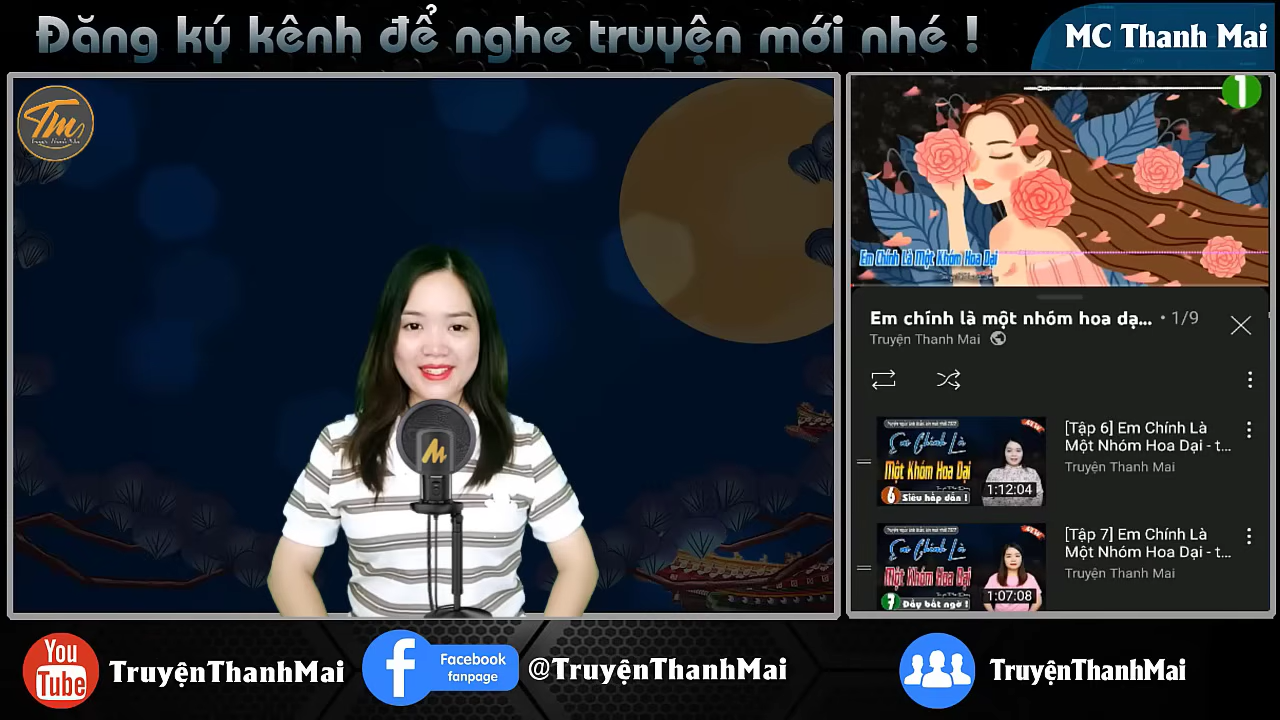 Đăng ký kênh để nghe truyện mới nhé !
MC Thanh Mai
Tm
1
Em Chính Là Một Khóm Hoa Dại
Em chính là một nhóm hoa dạ... • 1/9
Truyện Thanh Mai
[Tập 6] Em Chính Là
Một Nhóm Hoa Dại - t...
Truyện Thanh Mai
Em Chính Là
Một Khóm Hoa Dại
6 Siêu hấp dẫn !
1:12:04
[Tập 7] Em Chính Là
Một Nhóm Hoa Dại - t...
Truyện Thanh Mai
Em Chính Là
Một Khóm Hoa Dại
7 Đầy bất ngờ !
1:07:08
You
Tube
TruyệnThanhMai
Facebook
fanpage
@TruyệnThanhMai
TruyệnThanhMai